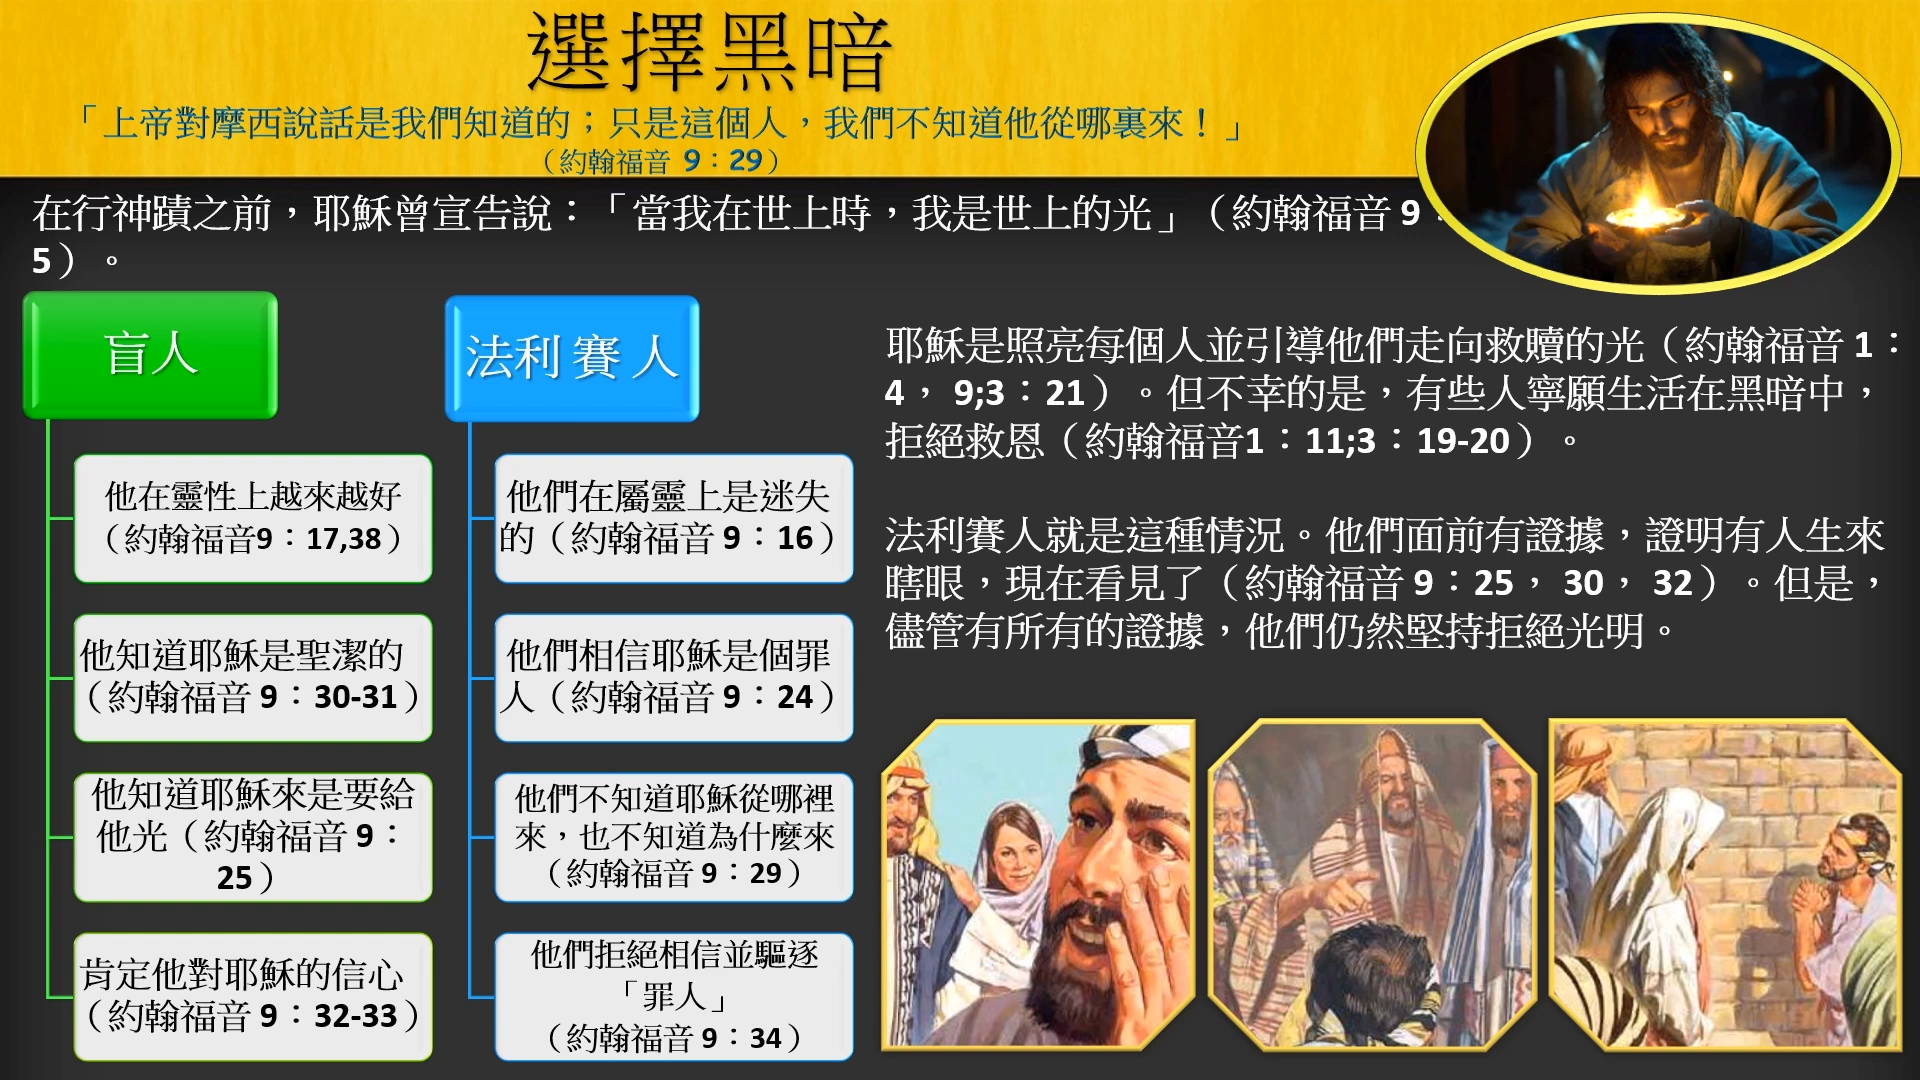 選擇黑暗
「上帝對摩西說話是我們知道的；只是這個人，我們不知道他從哪裏來！」
（約翰福音 9：29）
在行神蹟之前，耶穌曾宣告說：「當我在世上時，我是世上的光」（約翰福音 9：
5）。
盲人
他在靈性上越來越好
（約翰福音9：17,38）
他知道耶穌是聖潔的
（約翰福音 9：30-31）
他知道耶穌來是要給
他光（約翰福音 9：
25）
肯定他對耶穌的信心
（約翰福音 9：32-33）
法利賽人
他們在屬靈上是迷失
的（約翰福音 9：16）
他們相信耶穌是個罪
人（約翰福音 9：24）
他們不知道耶穌從哪裡
來，也不知道為什麼來
（約翰福音 9：29）
他們拒絕相信並驅逐
「罪人」
（約翰福音 9：34）
耶穌是照亮每個人並引導他們走向救贖的光（約翰福音 1：
4， 9;3：21）。但不幸的是，有些人寧願生活在黑暗中，
拒絕救恩（約翰福音1：11;3：19-20）。
法利賽人就是這種情況。他們面前有證據，證明有人生來
瞎眼，現在看見了（約翰福音 9：25， 30， 32）。但是，
儘管有所有的證據，他們仍然堅持拒絕光明。